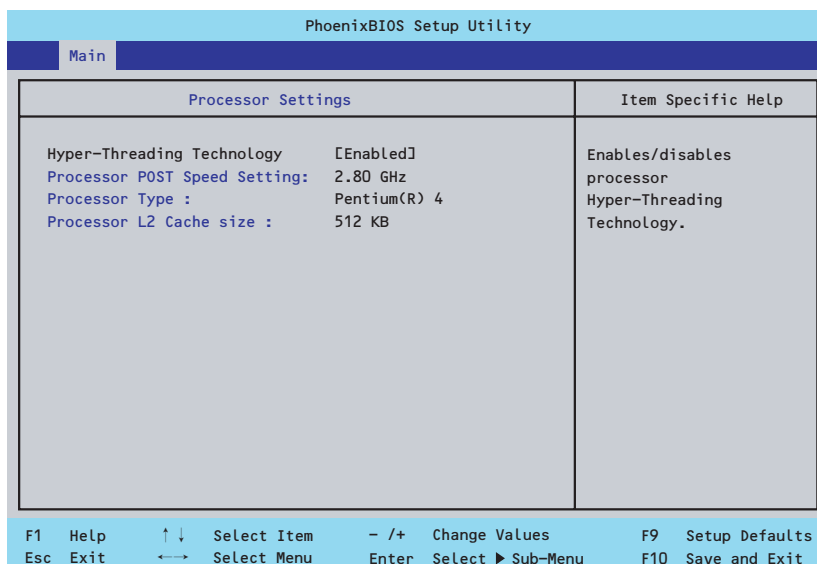 PhoenixBIOS Setup Utility
Main
Processor Settings
Item Specific Help
Hyper-Threading Technology [Enabled]
Processor POST Speed Setting: 2.80 GHz
Processor Type : Pentium(R) 4
Processor L2 Cache size : 512 KB
Enables/disables
processor
Hyper-Threading
Technology.
F1 Help ↑↓ Select Item - /+ Change Values F9 Setup Defaults
Esc Exit ←→ Select Menu Enter Select ▶ Sub-Menu F10 Save and Exit